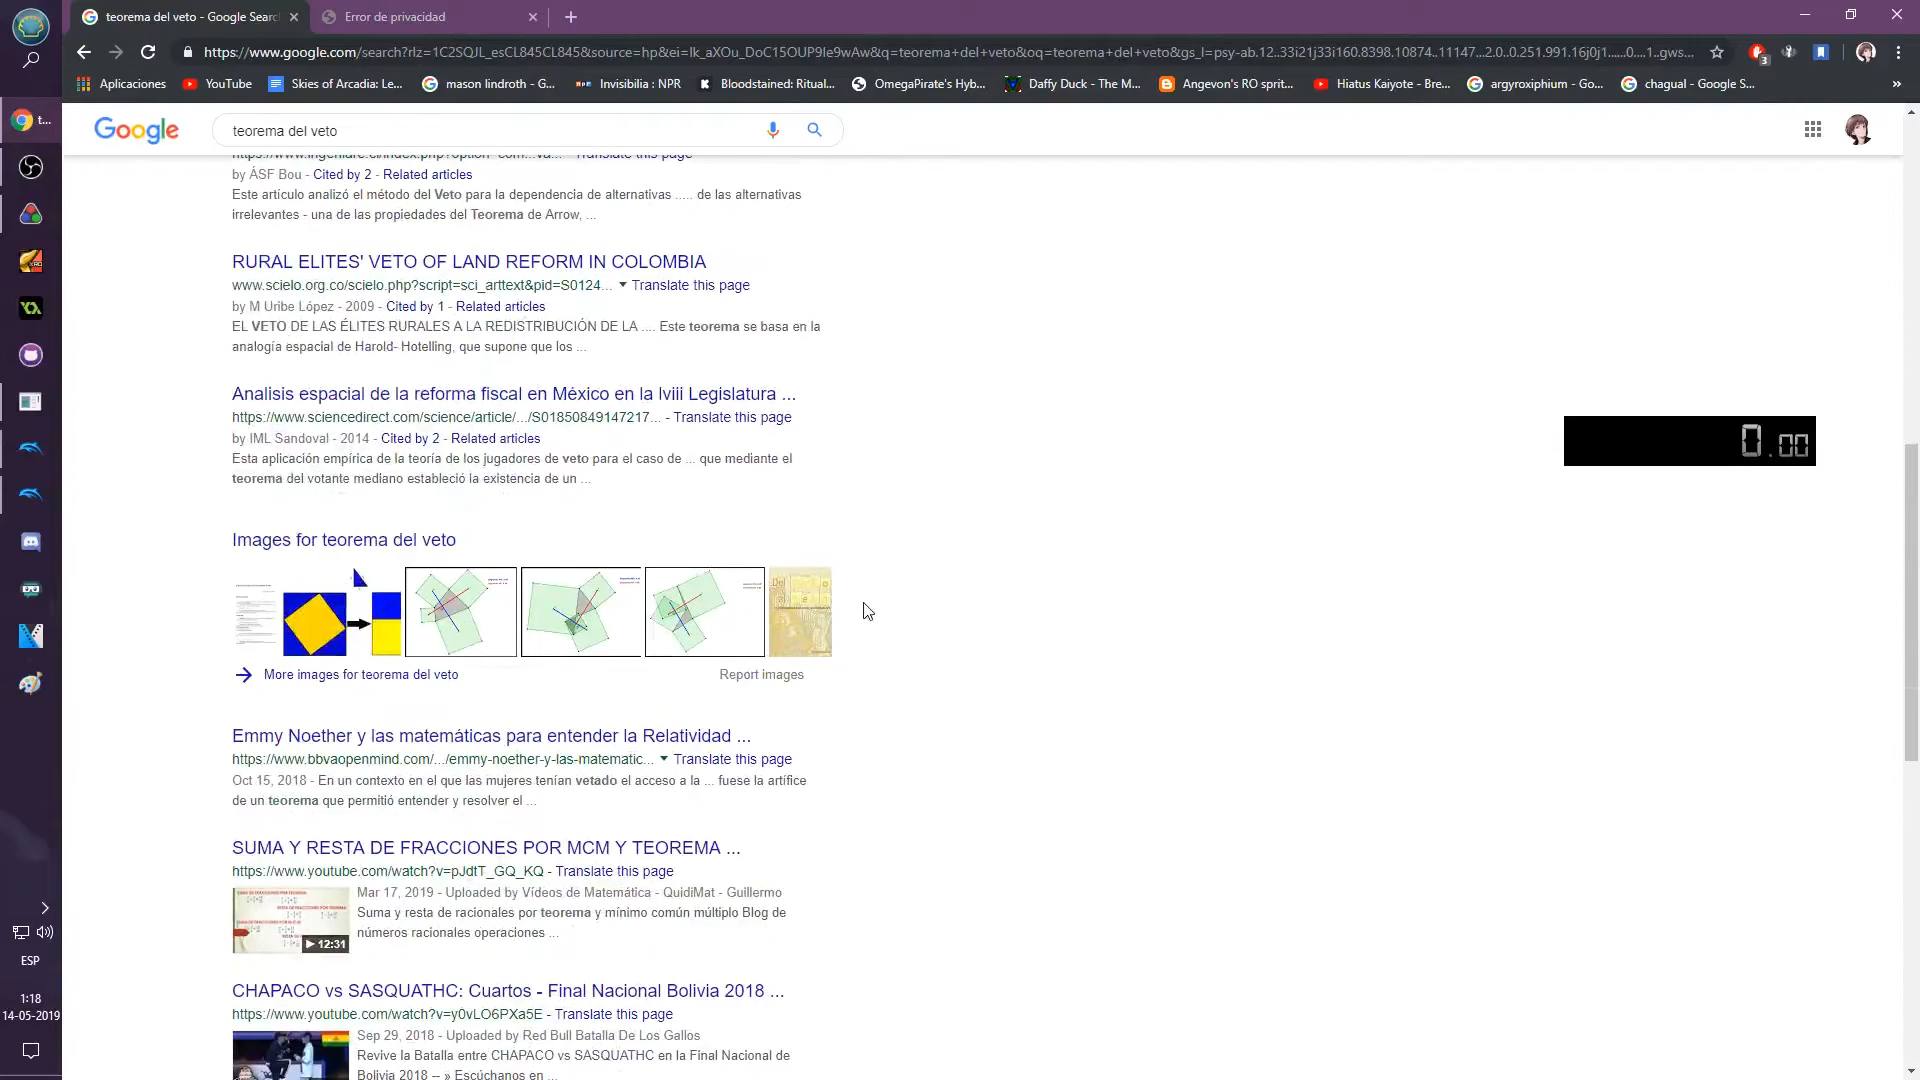 teorema del veto - Google Searc
Error de privacidad
https://www.google.com/search?rlz=1C2SQJL_esCL845CL845&source=hp&ei=Ik_aXOu_DoC15OUP9Ie9wAw&q=teorema+del+veto&oq=teorema+del+veto&gs_l=psy-ab.12..33i21j33i160.8398.10874..11147...2.0..0.251.991.16j0j1......0....1..gws...
3
Aplicaciones
YouTube
Skies of Arcadia: Le...
mason lindroth - G...
Invisibilia : NPR
Bloodstained: Ritual...
OmegaPirate's Hyb...
Daffy Duck - The M...
Angevon's RO sprit...
Hiatus Kaiyote - Bre...
argyroxiphium - Go...
chagual - Google S...
»
t...
Google
teorema del veto
https://www.ingeniare.cl/index.php?option=com...va... - Translate this page
by ÁSF Bou - Cited by 2 - Related articles
Este artículo analizó el método del Veto para la dependencia de alternativas ..... de las alternativas
irrelevantes - una de las propiedades del Teorema de Arrow, ...
RURAL ELITES' VETO OF LAND REFORM IN COLOMBIA
www.scielo.org.co/scielo.php?script=sci_arttext&pid=S0124... Translate this page
by M Uribe López - 2009 - Cited by 1 - Related articles
EL VETO DE LAS ÉLITES RURALES A LA REDISTRIBUCIÓN DE LA .... Este teorema se basa en la
analogía espacial de Harold- Hotelling, que supone que los ...
Analisis espacial de la reforma fiscal en México en la lviii Legislatura ...
https://www.sciencedirect.com/science/article/.../S01850849147217... - Translate this page
by IML Sandoval - 2014 - Cited by 2 - Related articles
Esta aplicación empírica de la teoría de los jugadores de veto para el caso de ... que mediante el
teorema del votante mediano estableció la existencia de un ...
0.00
Images for teorema del veto
More images for teorema del veto
Report images
Emmy Noether y las matemáticas para entender la Relatividad ...
https://www.bbvaopenmind.com/.../emmy-noether-y-las-matematic... Translate this page
Oct 15, 2018 - En un contexto en el que las mujeres tenían vetado el acceso a la ... fuese la artífice
de un teorema que permitió entender y resolver el ...
SUMA Y RESTA DE FRACCIONES POR MCM Y TEOREMA ...
https://www.youtube.com/watch?v=pJdtT_GQ_KQ - Translate this page
Mar 17, 2019 - Uploaded by Vídeos de Matemática - QuidiMat - Guillermo
Suma y resta de racionales por teorema y mínimo común múltiplo Blog de
números racionales operaciones ...
12:31
CHAPACO vs SASQUATHC: Cuartos - Final Nacional Bolivia 2018 ...
https://www.youtube.com/watch?v=y0vLO6PXa5E - Translate this page
Sep 29, 2018 - Uploaded by Red Bull Batalla De Los Gallos
Revive la Batalla entre CHAPACO vs SASQUATHC en la Final Nacional de
Bolivia 2018 -- » Escúchanos en ...
ESP
1:18
14-05-2019